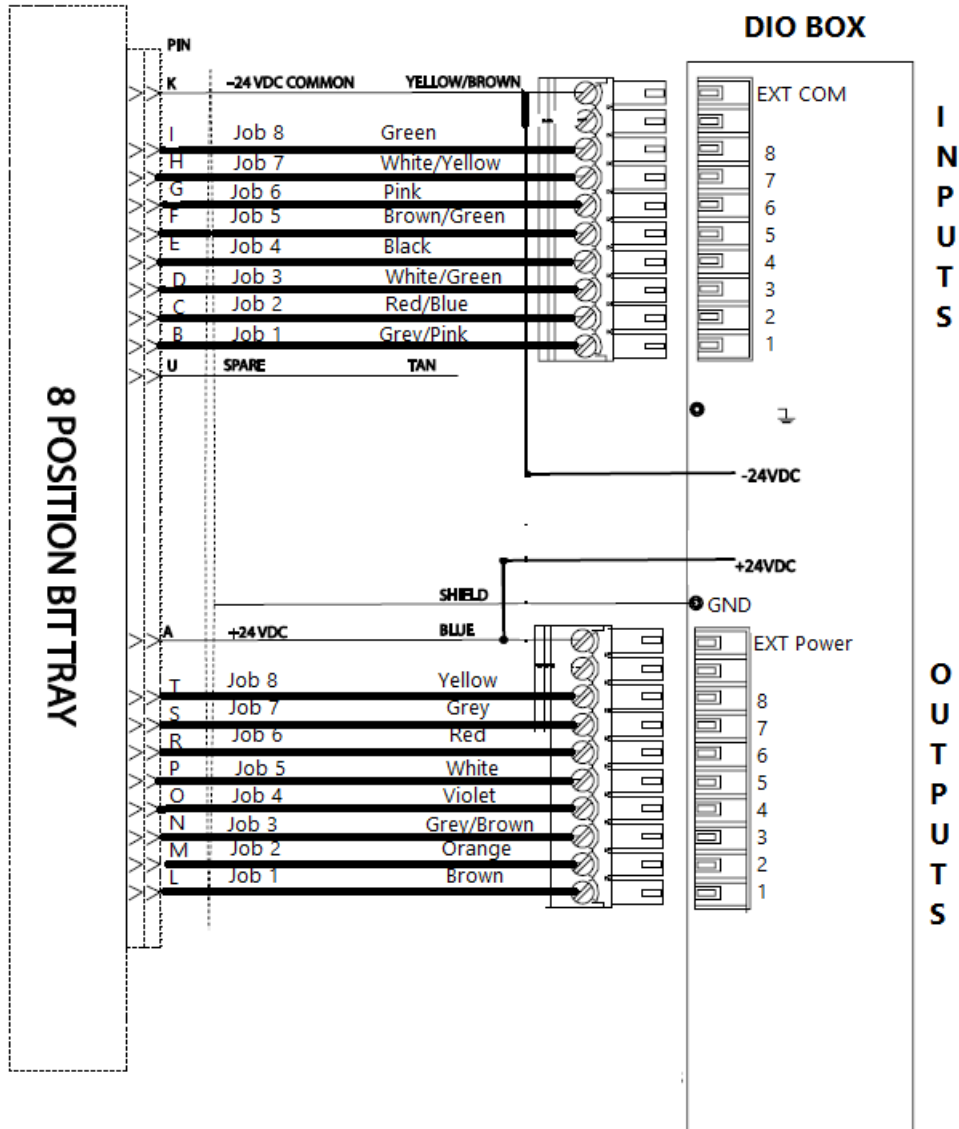 DIO BOX
PIN
K -24 VDC COMMON YELLOW/BROWN EXT COM
I Job 8 Green 8
H Job 7 White/Yellow 7
G Job 6 Pink 6
F Job 5 Brown/Green 5
E Job 4 Black 4
D Job 3 White/Green 3
C Job 2 Red/Blue 2
B Job 1 Grey/Pink 1
U SPARE TAN
INPUTS
8 POSITION BIT TRAY
-24VDC
+24VDC
SHIELD GND
A +24 VDC BLUE EXT Power
T Job 8 Yellow 8
S Job 7 Grey 7
R Job 6 Red 6
P Job 5 White 5
O Job 4 Violet 4
N Job 3 Grey/Brown 3
M Job 2 Orange 2
L Job 1 Brown 1
OUTPUTS